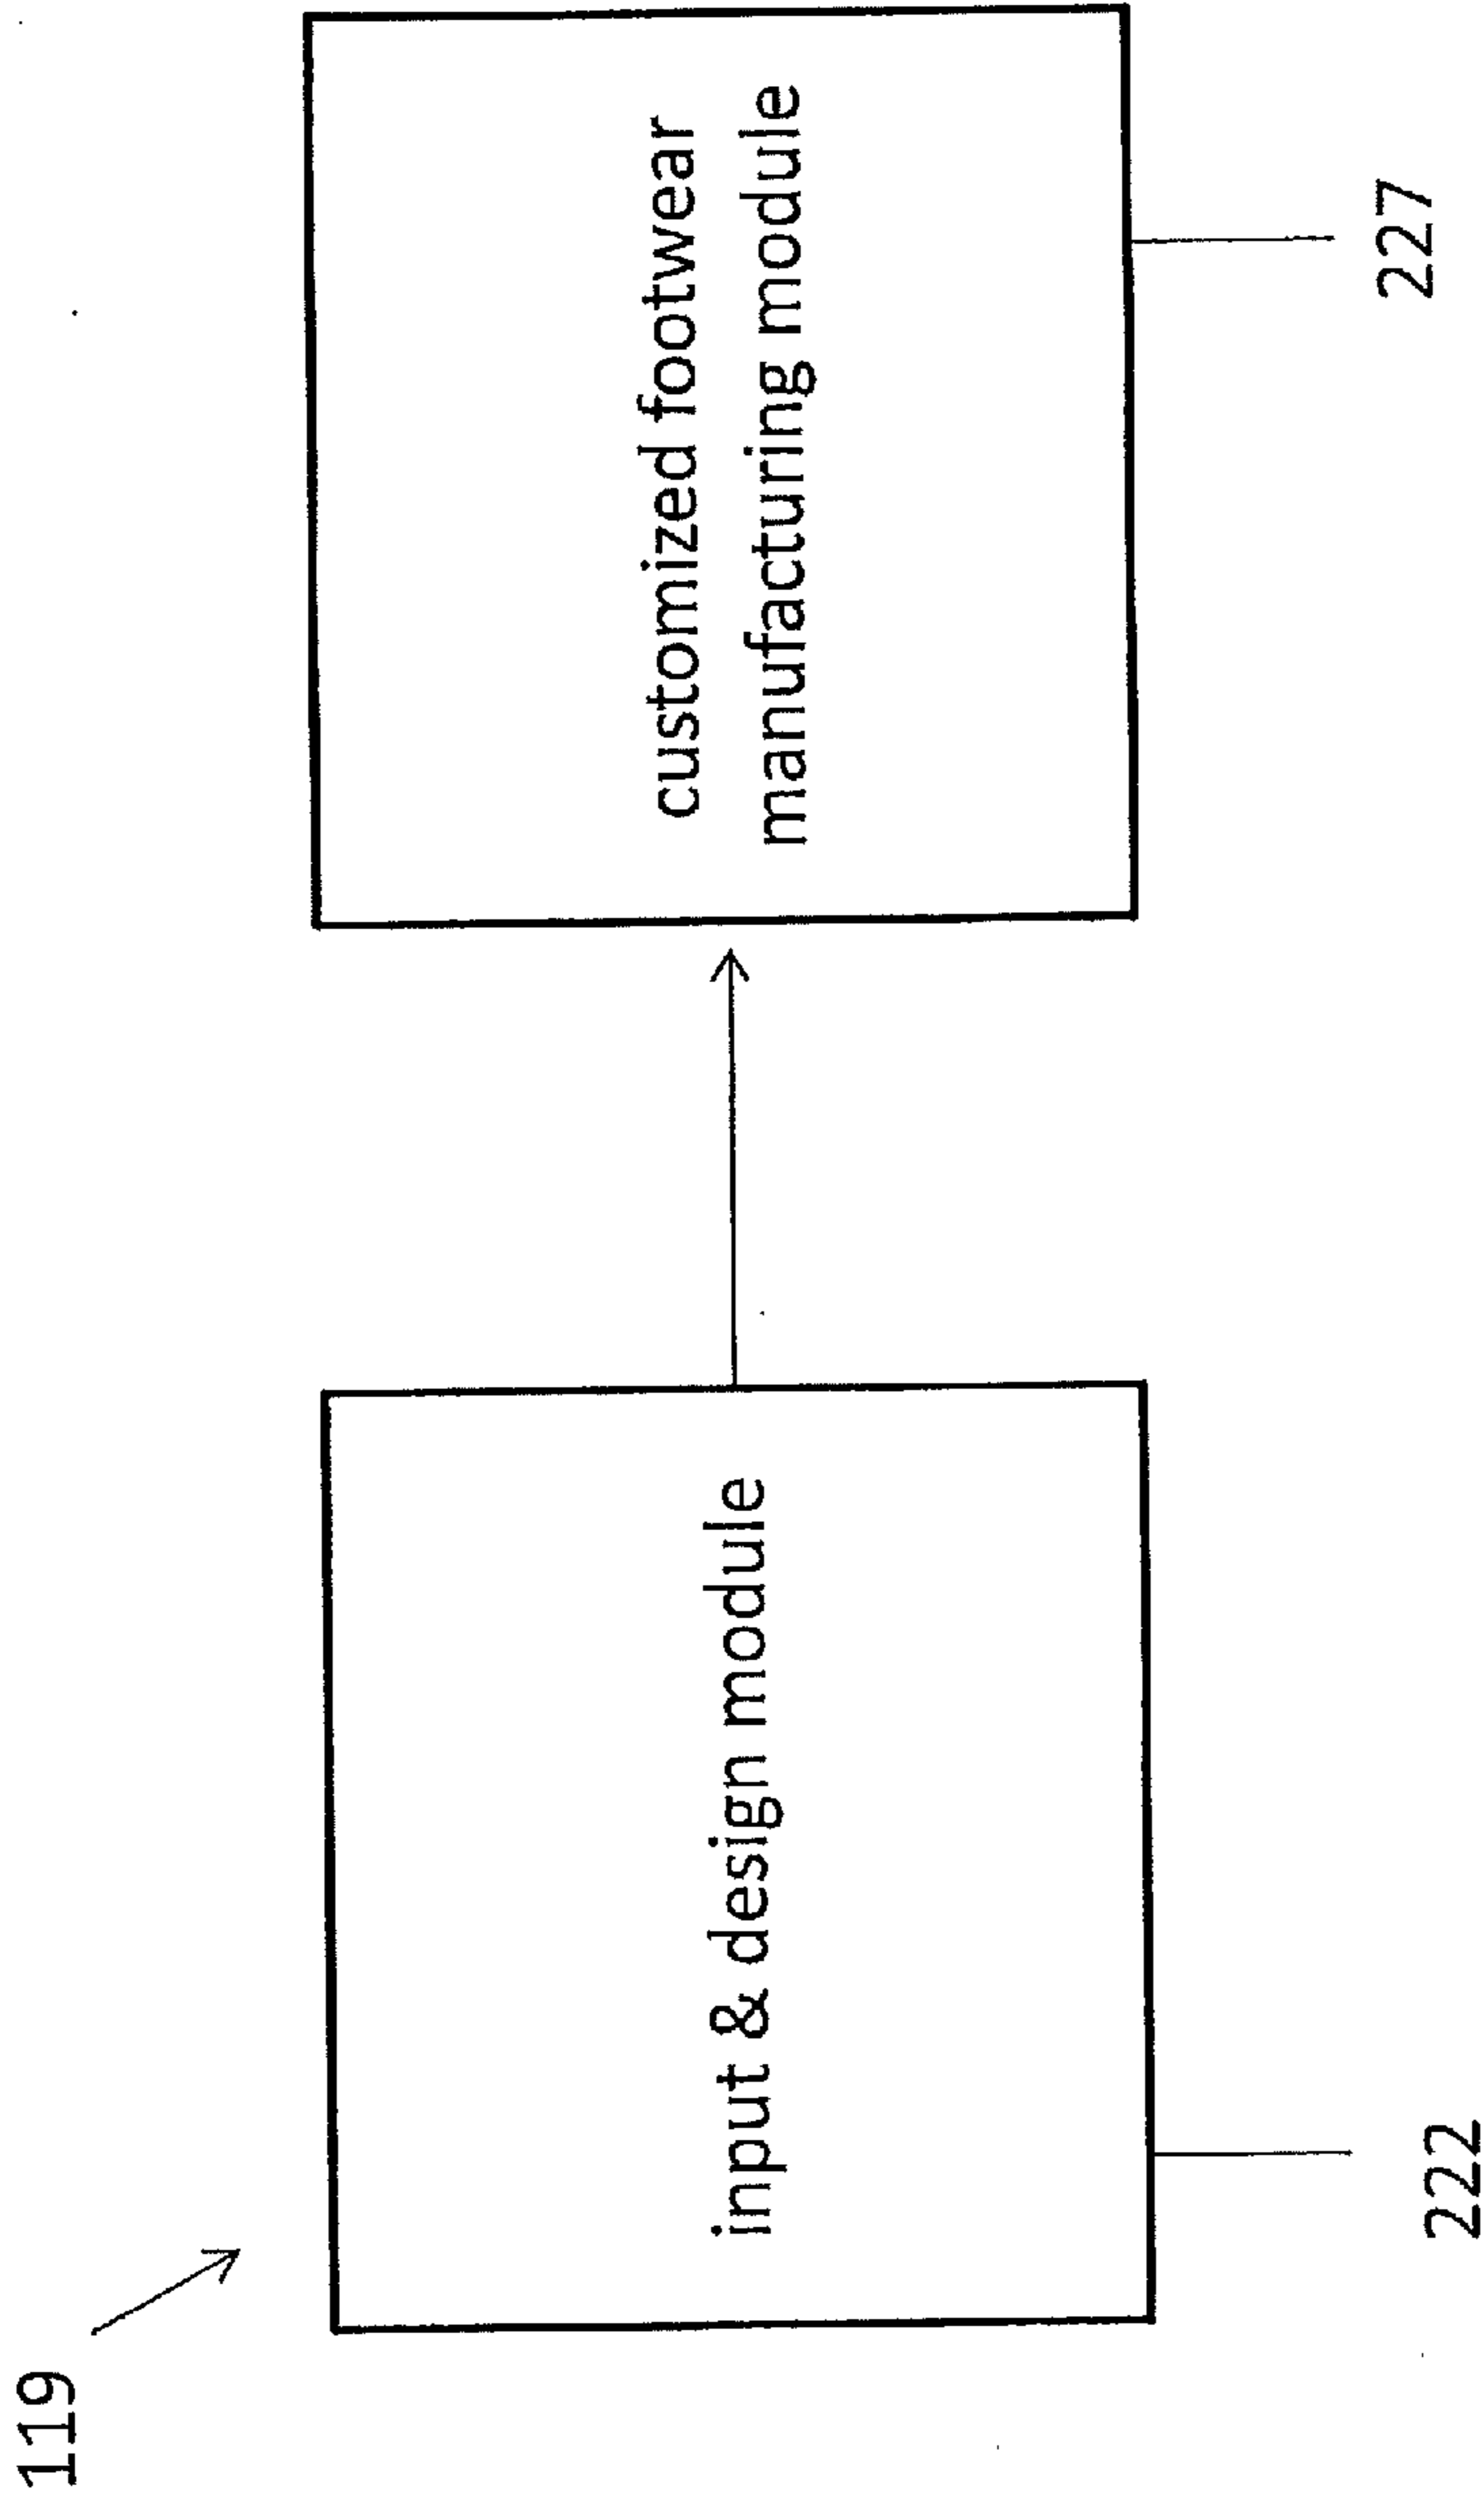 119
input & design module
222
customized footwear
manufacturing module
227